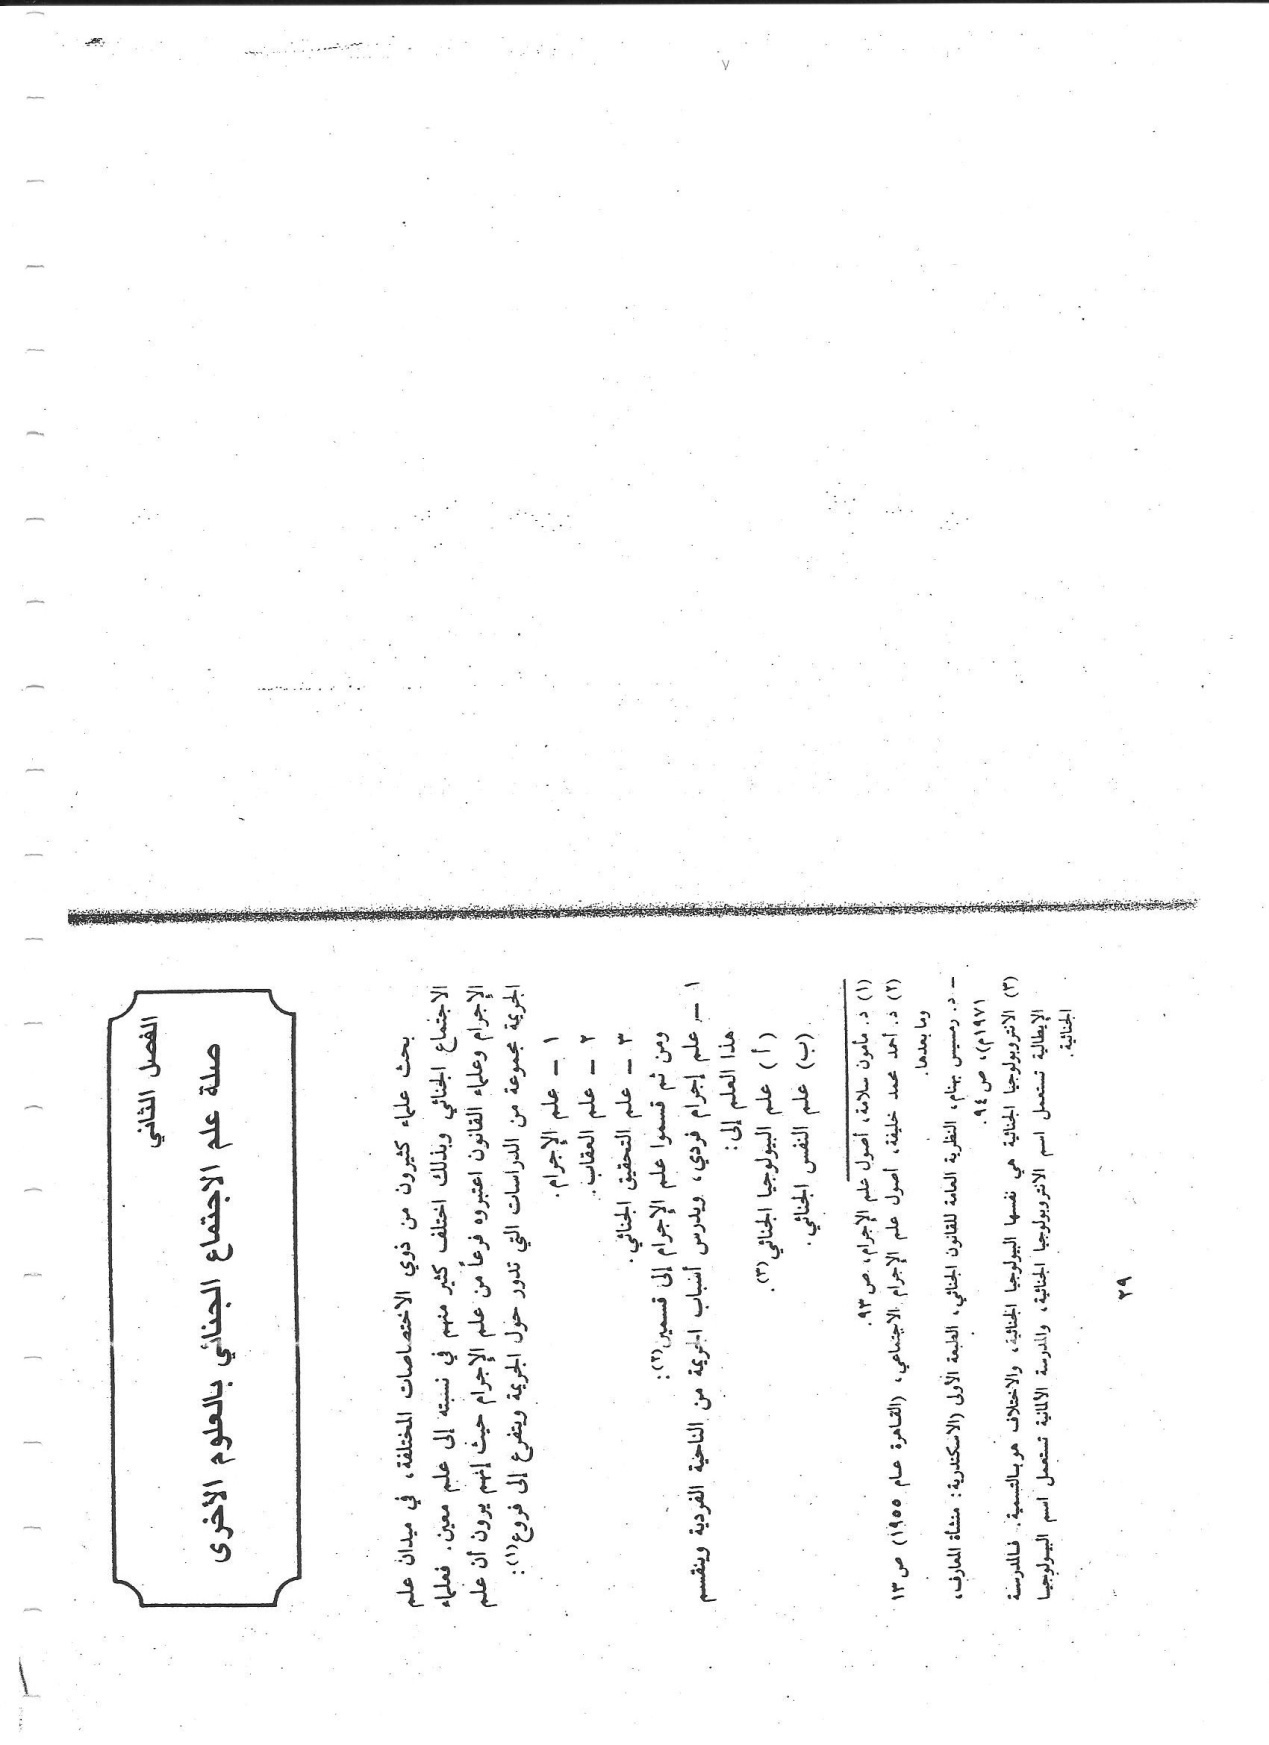 الفصل الثاني
صلة علم الاجتماع الجنائي بالعلوم الأخرى
بحث علماء كثيرون من ذوي الاختصاصات المختلفة، في ميدان علم
الاجتماع الجنائي وبذلك اختلف كثير منهم في نسبته إلى علم معين. فعلماء
الإجرام وعلماء القانون اعتبروه فرعاً من علم الإجرام حيث إنهم يرون أن علم
الجريمة مجموعة من الدراسات التي تدور حول الجريمة ويتفرع إلى فروع(١):
١ - علم الإجرام.
٢ - علم العقاب.
٣ - علم التحقيق الجنائي.
ومن ثم قسموا علم الإجرام إلى قسمين(٢):
١ - علم إجرام فردي، ويدرس أسباب الجريمة من الناحية الفردية وينقسم
هذا العلم إلى:
(أ) علم البيولوجيا الجنائي(٣).
(ب) علم النفس الجنائي.
(١) د. مأمون سلامة، أصول علم الإجرام، ص ٩٣.
(٢) د. أحمد محمد خليفة، أصول علم الإجرام الاجتماعي، (القاهرة عام ١٩٥٥) ص ١٣
وما بعدها.
- د. رمسيس بهنام، النظرية العامة للقانون الجنائي، الطبعة الأولى (الاسكندرية: منشأة المعارف،
١٩٧١م)، ص ٩٤.
(٣) الانتروبولوجيا الجنائية هي نفسها البيولوجيا الجنائية، والاختلاف هو بالتسمية. فالمدرسة
الإيطالية تستعمل اسم الانتروبولوجيا الجنائية، والمدرسة الألمانية تستعمل اسم البيولوجيا
الجنائية.
٢٩